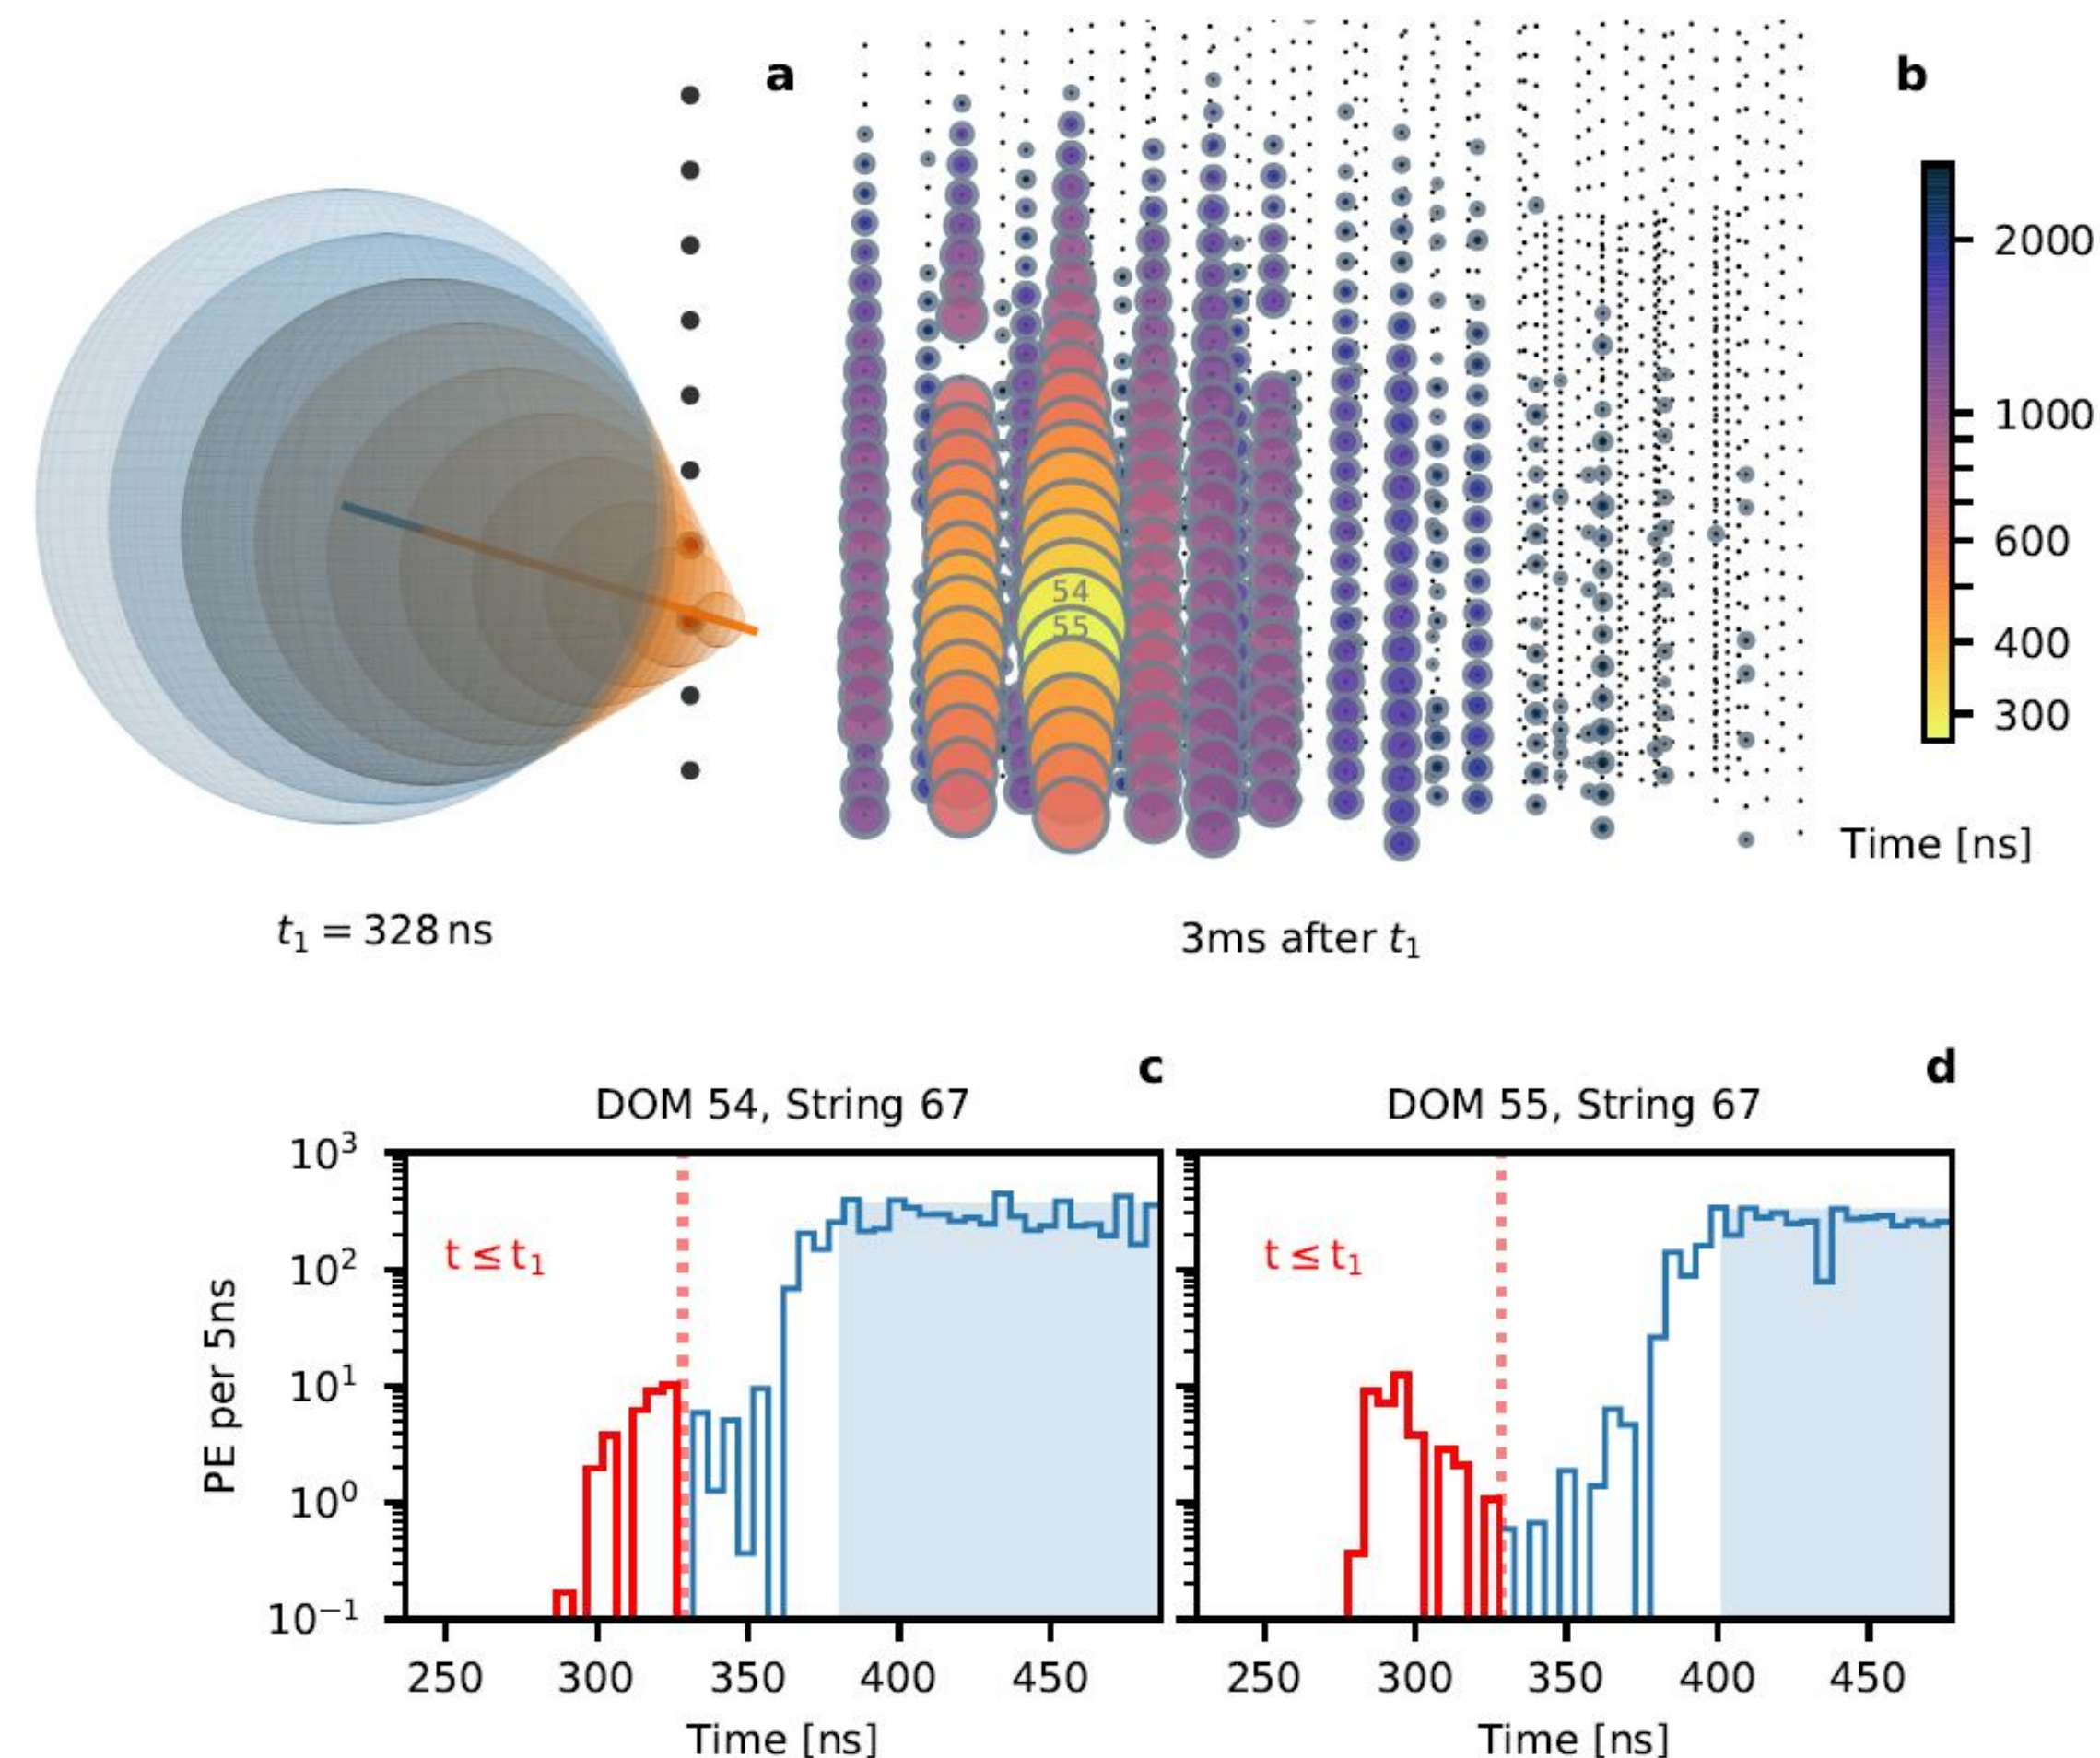 a
b
2000
1000
600
400
300
54
55
Time [ns]
t₁ = 328 ns
3ms after t₁
c
d
DOM 54, String 67
DOM 55, String 67
PE per 5ns
10³
10²
10¹
10⁰
10⁻¹
t ≤ t₁
t ≤ t₁
250 300 350 400 450
250 300 350 400 450
Time [ns]
Time [ns]